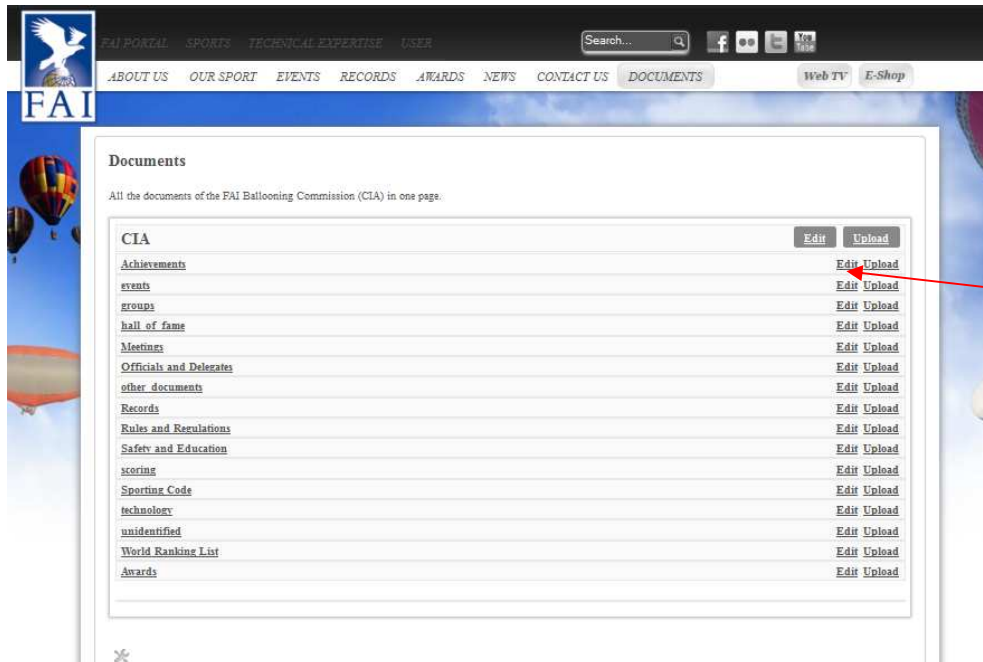 FAI PORTAL SPORTS TECHNICAL EXPERTISE USER Search... f You Tube
ABOUT US OUR SPORT EVENTS RECORDS AWARDS NEWS CONTACT US DOCUMENTS Web TV E-Shop
FAI
Documents
All the documents of the FAI Ballooning Commission (CIA) in one page.
CIA Edit Upload
Achievements Edit Upload
events Edit Upload
groups Edit Upload
hall of fame Edit Upload
Meetings Edit Upload
Officials and Delegates Edit Upload
other documents Edit Upload
Records Edit Upload
Rules and Regulations Edit Upload
Safety and Education Edit Upload
scoring Edit Upload
Sporting Code Edit Upload
technology Edit Upload
unidentified Edit Upload
World Ranking List Edit Upload
Awards Edit Upload